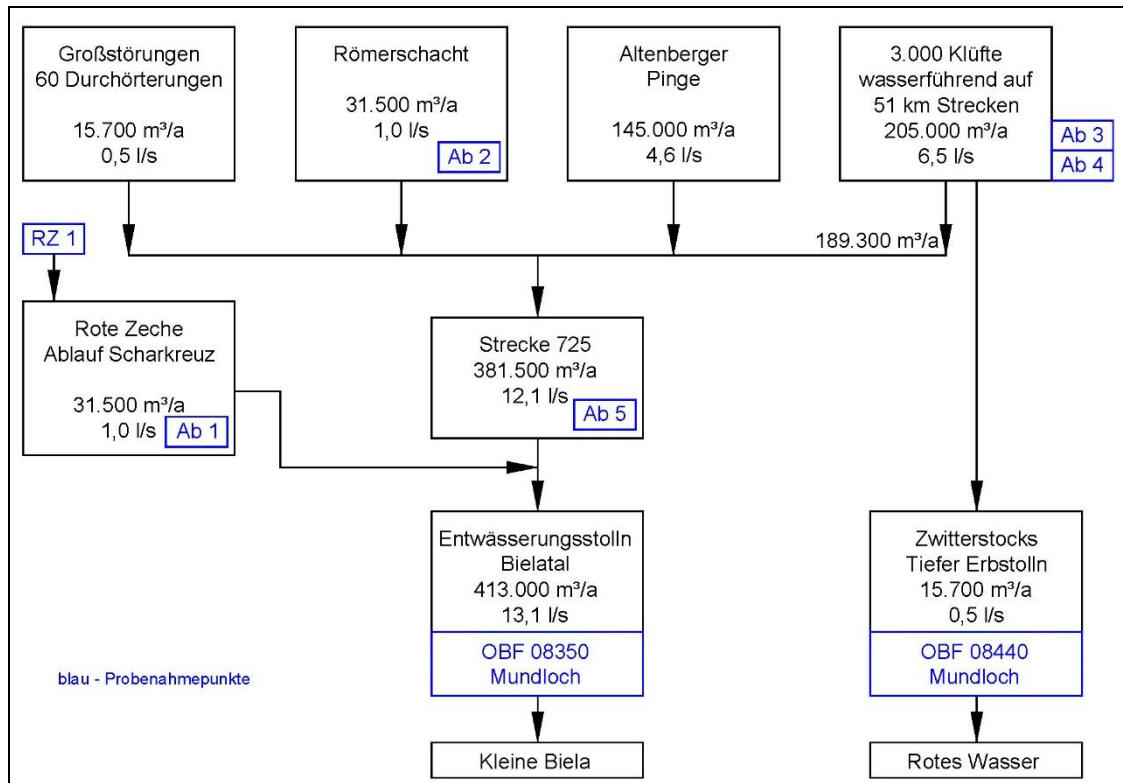 Großstörungen
60 Durchörterungen
15.700 m³/a
0,5 l/s
Römerschacht
31.500 m³/a
1,0 l/s
Ab 2
Altenberger
Pinge
145.000 m³/a
4,6 l/s
3.000 Klüfte
wasserführend auf
51 km Strecken
205.000 m³/a
6,5 l/s
Ab 3
Ab 4
189.300 m³/a
RZ 1
Rote Zeche
Ablauf Scharkreuz
31.500 m³/a
1,0 l/s
Ab 1
Strecke 725
381.500 m³/a
12,1 l/s
Ab 5
Entwässerungsstolln
Bielatal
413.000 m³/a
13,1 l/s
OBF 08350
Mundloch
Zwitterstocks
Tiefer Erbstolln
15.700 m³/a
0,5 l/s
OBF 08440
Mundloch
blau - Probenahmepunkte
Kleine Biela
Rotes Wasser